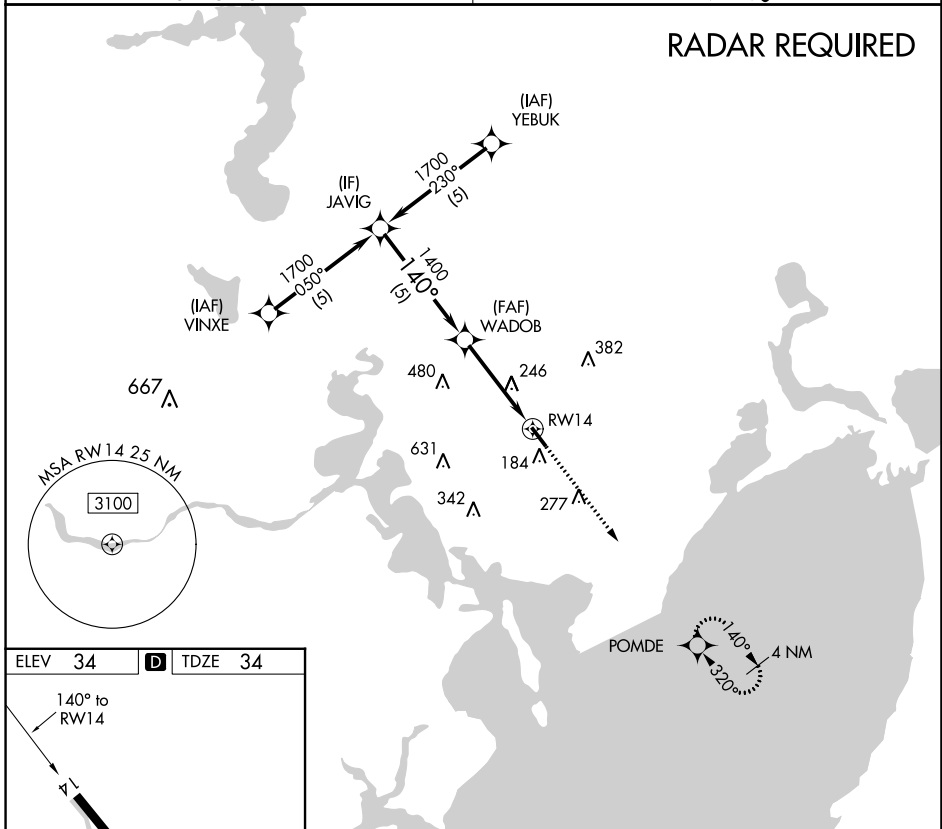 RADAR REQUIRED
(IAF)
YEBUK
1700
230°
(5)
(IF)
JAVIG
1700
050°
(5)
1400
140°
(5)
(IAF)
VINXE
(FAF)
WADOB
382
480
246
667
RW14
631
184
MSA RW14 25 NM
3100
342
277
POMDE
140°
4 NM
320°
ELEV 34 D TDZE 34
140° to
RW14
14